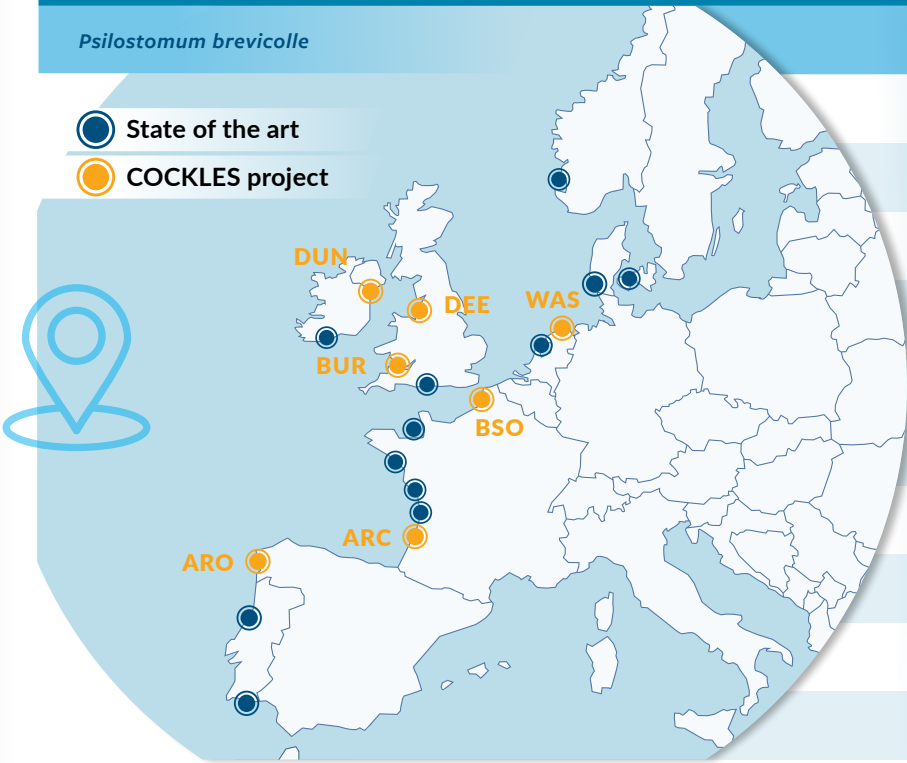 Psilostomum brevicolle
State of the art
COCKLES project
DUN
DEE
WAS
BUR
BSO
ARC
ARO